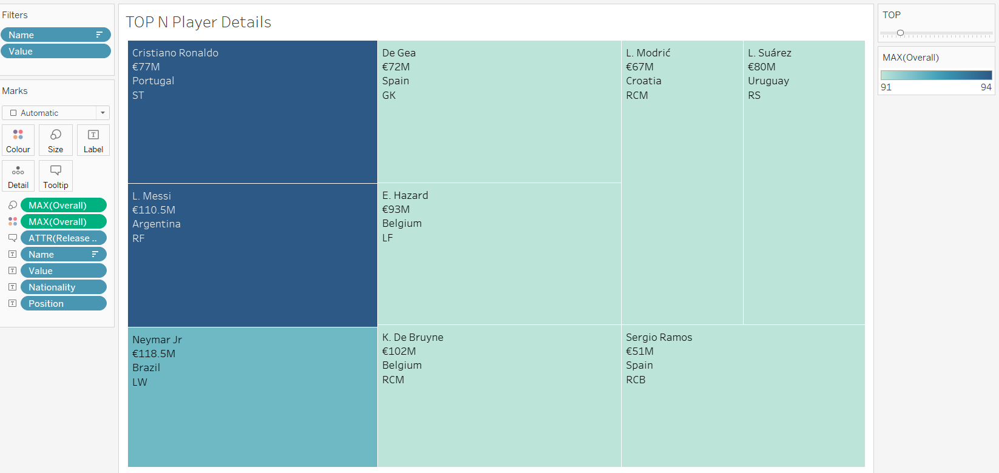 Filters
Name
Value
Marks
Automatic
Colour
Size
Label
Detail
Tooltip
MAX(Overall)
MAX(Overall)
ATTR(Release ..
Name
Value
Nationality
Position
TOP N Player Details
Cristiano Ronaldo
€77M
Portugal
ST
L. Messi
€110.5M
Argentina
RF
Neymar Jr
€118.5M
Brazil
LW
De Gea
€72M
Spain
GK
E. Hazard
€93M
Belgium
LF
K. De Bruyne
€102M
Belgium
RCM
L. Modrić
€67M
Croatia
RCM
L. Suárez
€80M
Uruguay
RS
Sergio Ramos
€51M
Spain
RCB
TOP
MAX(Overall)
91 94